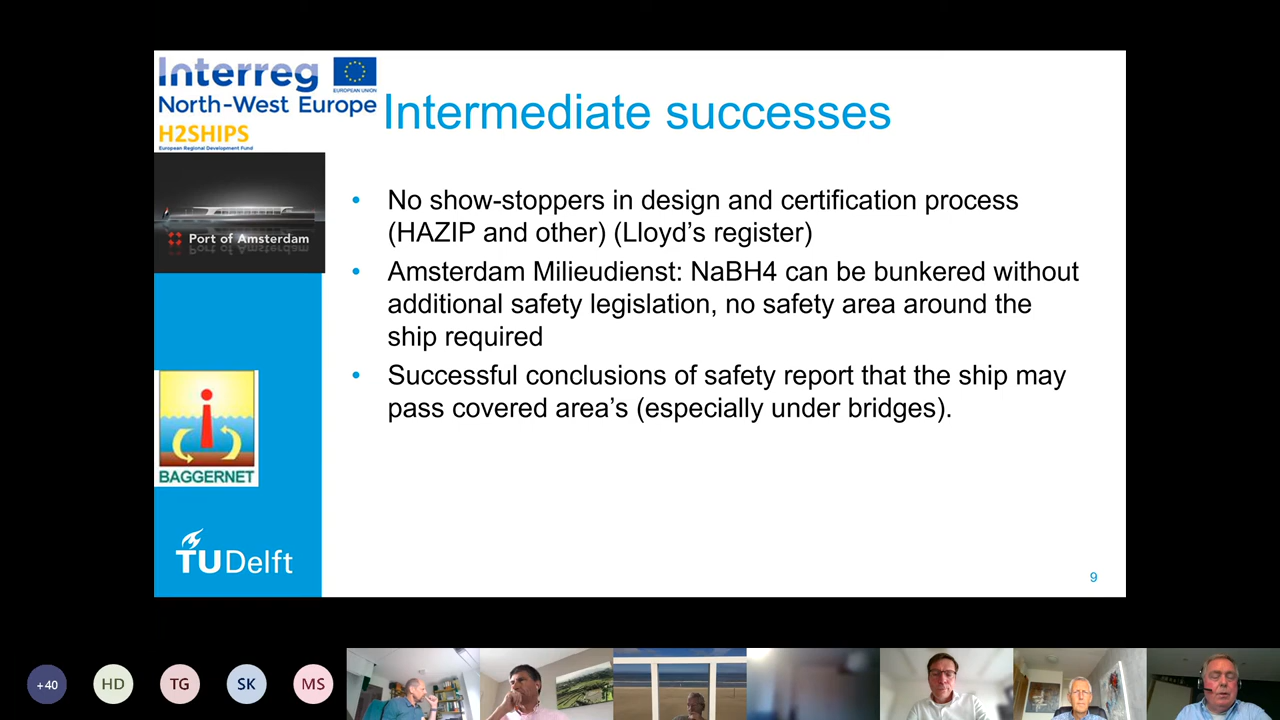 Interreg
EUROPEAN UNION
North-West Europe
H2SHIPS
European Regional Development Fund
Intermediate successes
Port of Amsterdam
• No show-stoppers in design and certification process
(HAZIP and other) (Lloyd’s register)
• Amsterdam Milieudienst: NaBH4 can be bunkered without
additional safety legislation, no safety area around the
ship required
• Successful conclusions of safety report that the ship may
pass covered area’s (especially under bridges).
BAGGERNET
TUDelft
9
+40
HD
TG
SK
MS